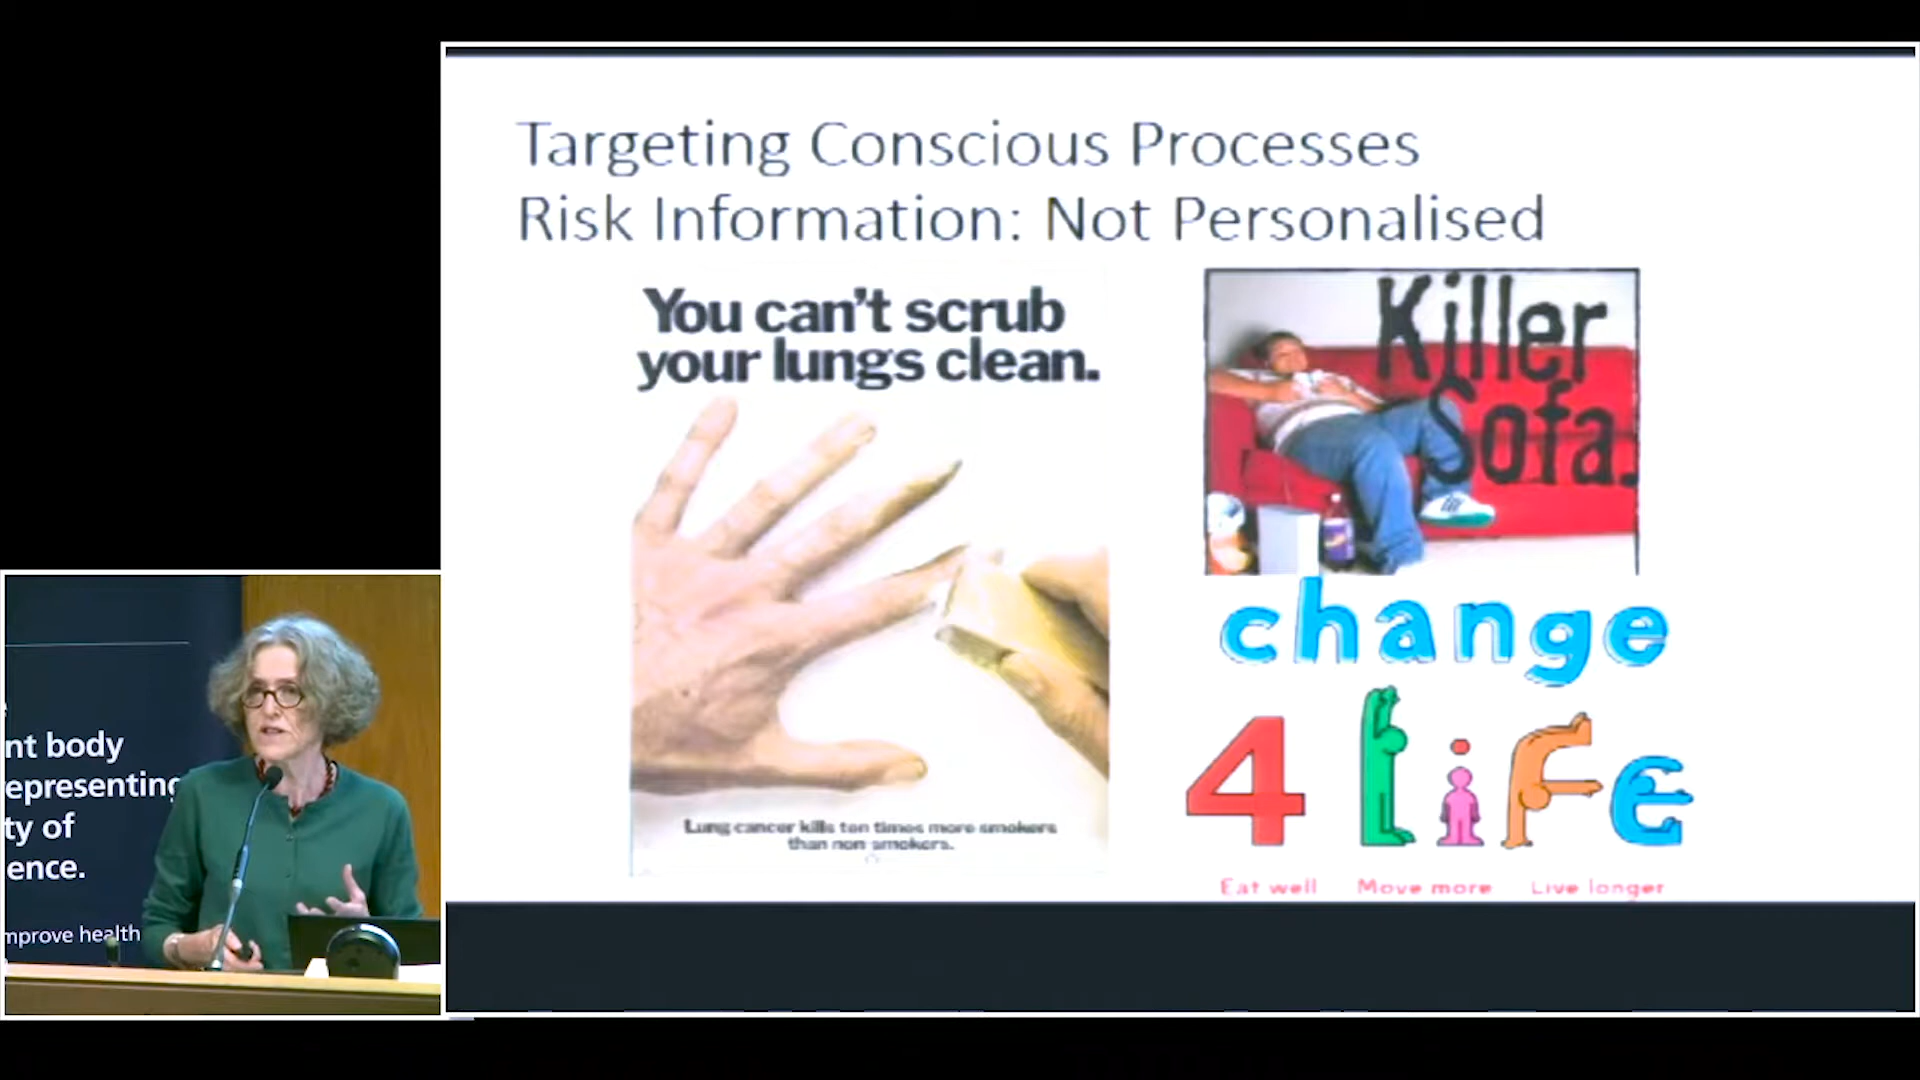 Targeting Conscious Processes
Risk Information: Not Personalised
You can't scrub
your lungs clean.
Lung cancer kills ten times more smokers
than non-smokers.
Killer
Sofa.
change
4 Life
Eat well Move more Live longer
nt body
epresenting
ty of
ence.
mprove health